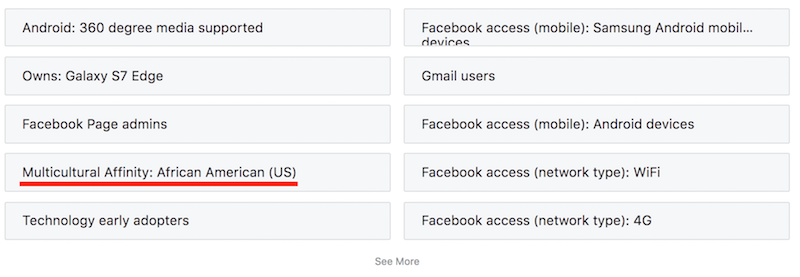 Android: 360 degree media supported
Facebook access (mobile): Samsung Android mobil...
devices
Owns: Galaxy S7 Edge
Gmail users
Facebook Page admins
Facebook access (mobile): Android devices
Multicultural Affinity: African American (US)
Facebook access (network type): WiFi
Technology early adopters
Facebook access (network type): 4G
See More